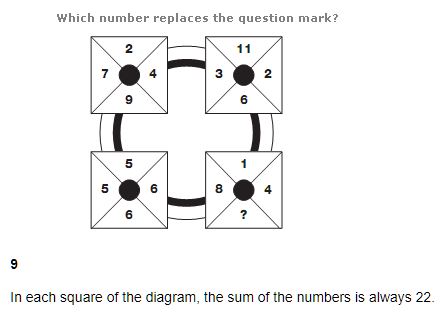 Which number replaces the question mark?
2 11
7 4 3 2
9 6
5 1
5 6 8 4
6 ?
9
In each square of the diagram, the sum of the numbers is always 22.